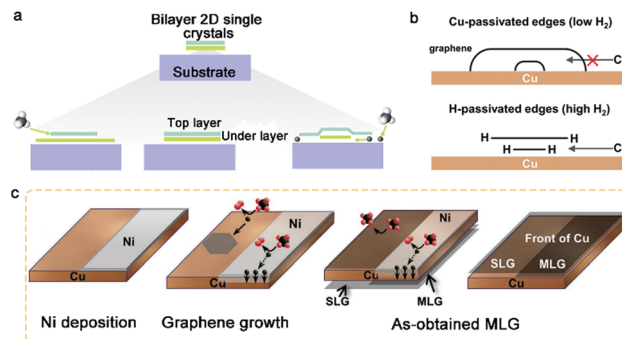 a
Bilayer 2D single
crystals
Substrate
Top layer
Under layer
b
Cu-passivated edges (low H₂)
graphene
C
Cu
H-passivated edges (high H₂)
H H
H H
C
Cu
c
Ni
Cu
Ni deposition
Ni
Cu
Graphene growth
Ni
Cu
SLG
MLG
As-obtained MLG
Front of Cu
SLG MLG
Cu